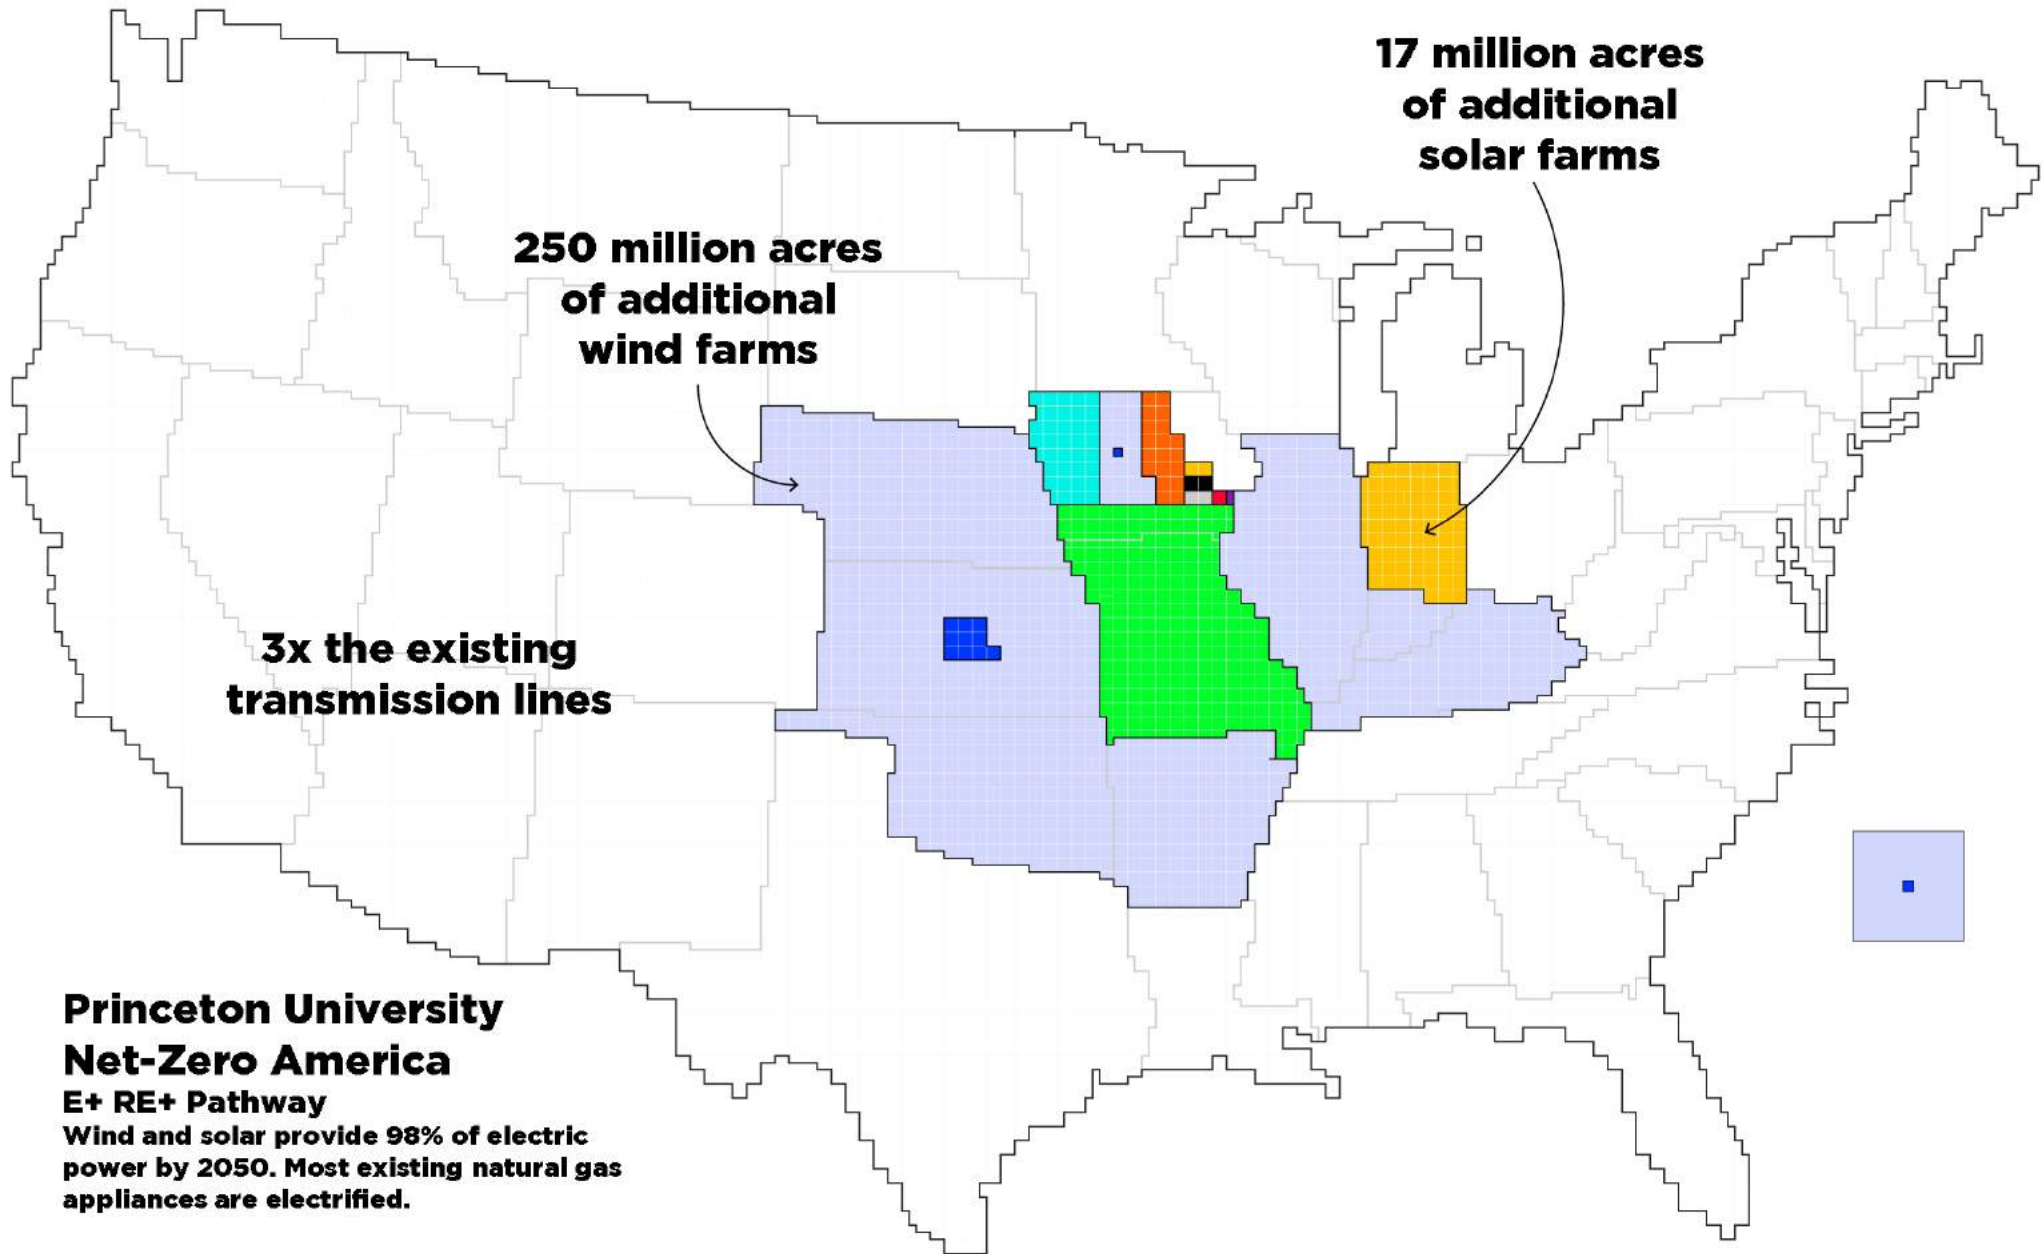 17 million acres
of additional
solar farms
250 million acres
of additional
wind farms
3x the existing
transmission lines
Princeton University
Net-Zero America
E+ RE+ Pathway
Wind and solar provide 98% of electric
power by 2050. Most existing natural gas
appliances are electrified.